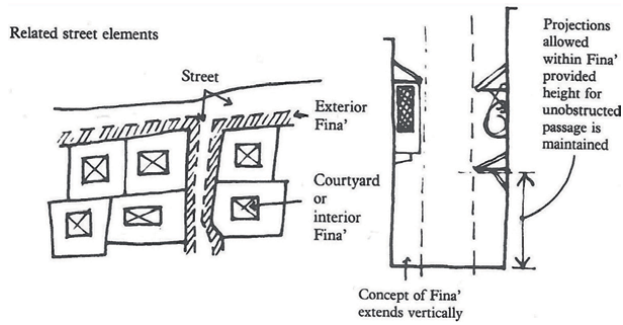 Related street elements
Street
Exterior
Fina'
Courtyard
or
interior
Fina'
Projections
allowed
within Fina'
provided
height for
unobstructed
passage is
maintained
Concept of Fina'
extends vertically